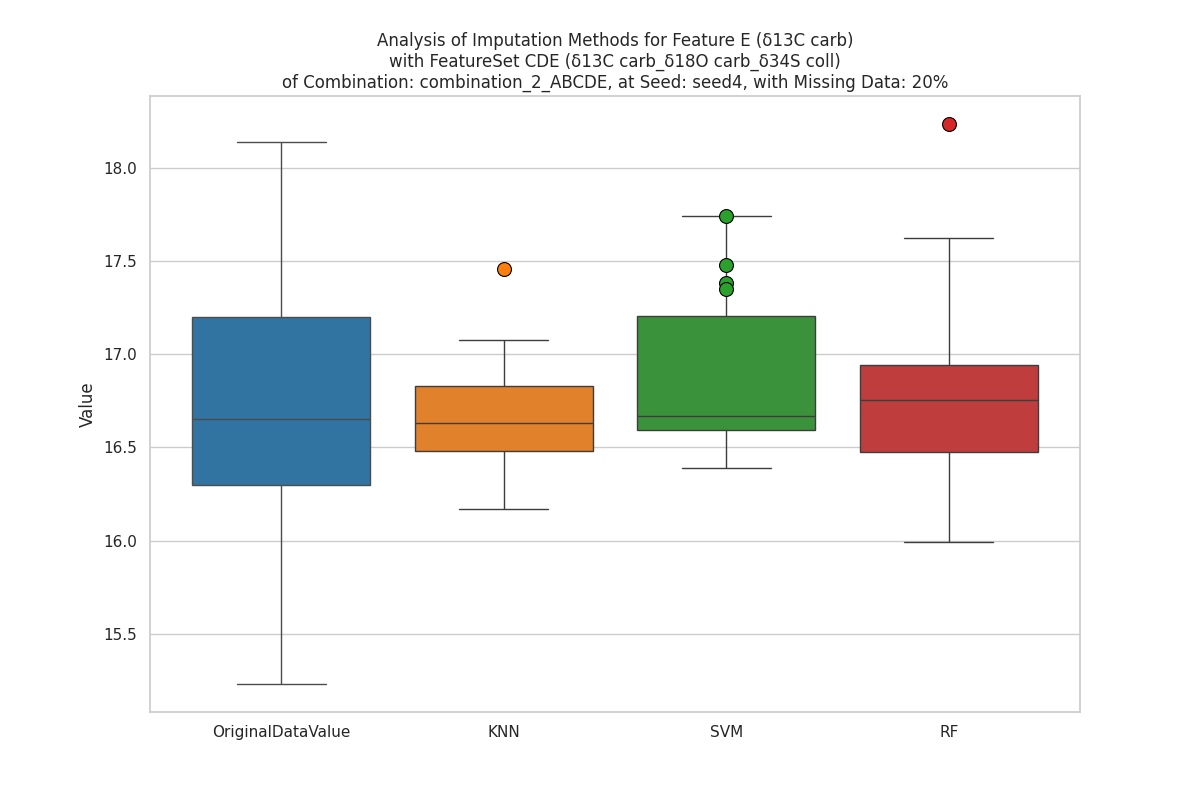 Analysis of Imputation Methods for Feature E (δ13C carb)
with FeatureSet CDE (δ13C carb_δ18O carb_δ34S coll)
of Combination: combination_2_ABCDE, at Seed: seed4, with Missing Data: 20%
18.0
17.5
17.0
16.5
16.0
15.5
Value
OriginalDataValue
KNN
SVM
RF